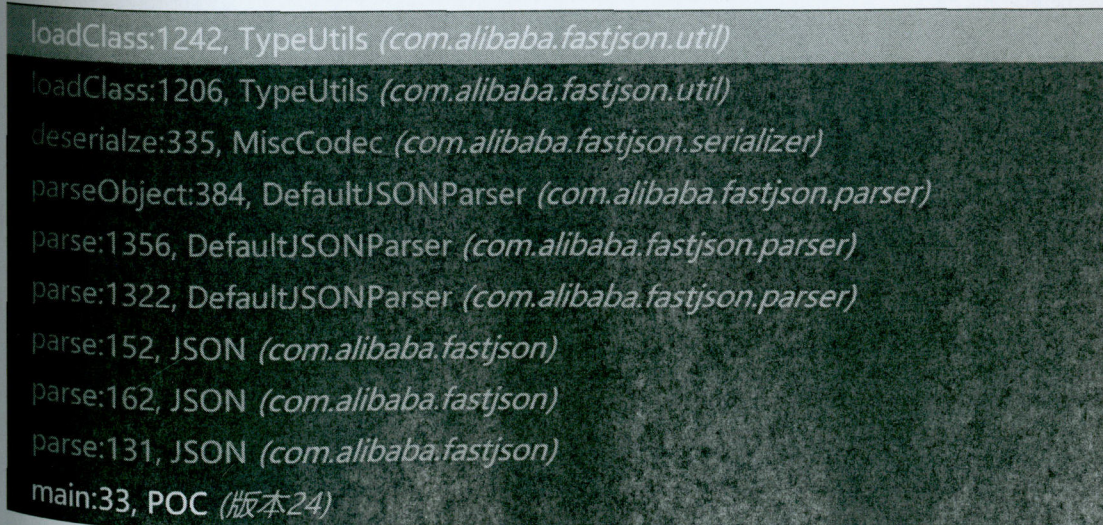 loadClass:1242, TypeUtils (com.alibaba.fastjson.util)
loadClass:1206, TypeUtils (com.alibaba.fastjson.util)
deserialze:335, MiscCodec (com.alibaba.fastjson.serializer)
parseObject:384, DefaultJSONParser (com.alibaba.fastjson.parser)
parse:1356, DefaultJSONParser (com.alibaba.fastjson.parser)
parse:1322, DefaultJSONParser (com.alibaba.fastjson.parser)
parse:152, JSON (com.alibaba.fastjson)
parse:162, JSON (com.alibaba.fastjson)
parse:131, JSON (com.alibaba.fastjson)
main:33, POC (版本24)